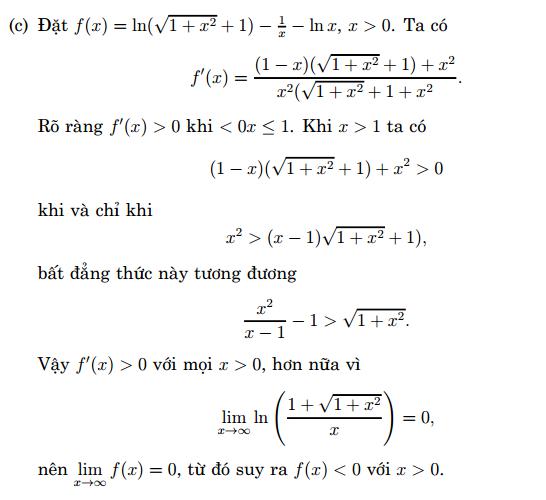 (c) Đặt f(x) = ln(√(1 + x²) + 1) − 1/x − ln x, x > 0. Ta có
f′(x) = ((1 − x)(√(1 + x²) + 1) + x²) / (x²(√(1 + x²) + 1 + x²).
Rõ ràng f′(x) > 0 khi < 0x ≤ 1. Khi x > 1 ta có
(1 − x)(√(1 + x²) + 1) + x² > 0
khi và chỉ khi
x² > (x − 1)√(1 + x²) + 1),
bất đẳng thức này tương đương
x²/(x − 1) − 1 > √(1 + x²).
Vậy f′(x) > 0 với mọi x > 0, hơn nữa vì
lim x→∞ ln ((1 + √(1 + x²))/x) = 0,
nên lim x→∞ f(x) = 0, từ đó suy ra f(x) < 0 với x > 0.